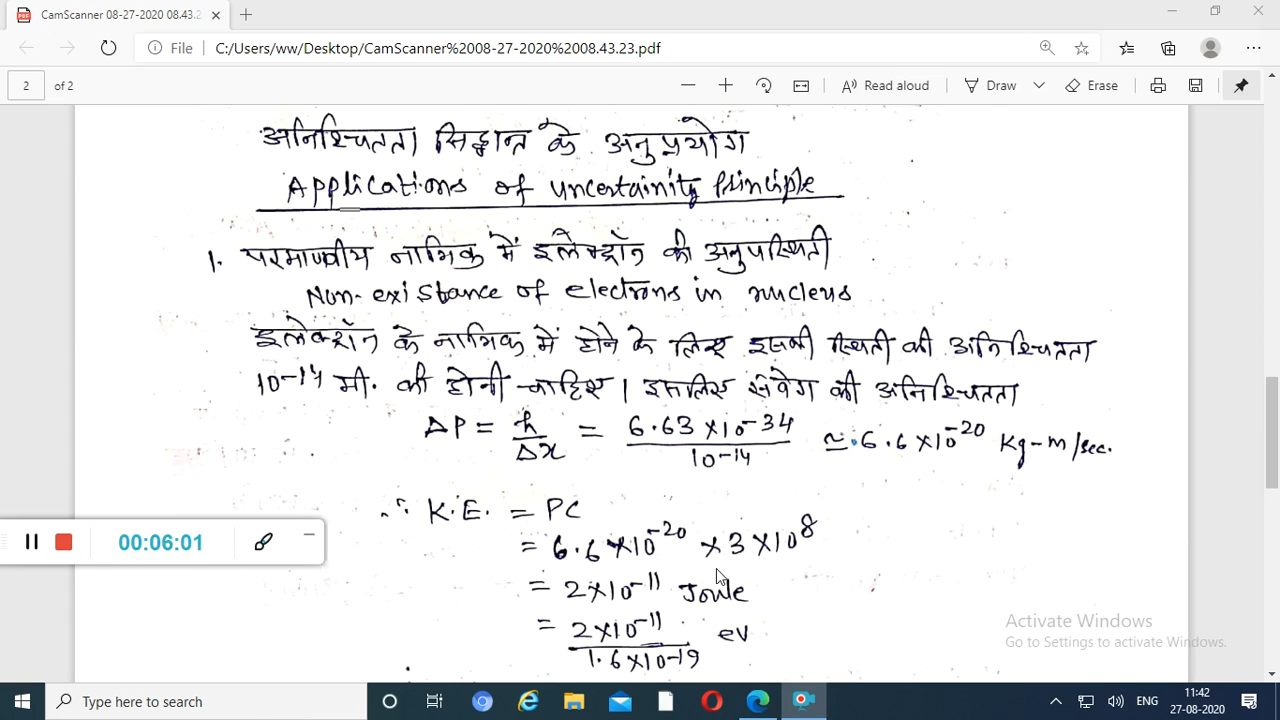 CamScanner 08-27-2020 08.43.23.p
File C:/Users/ww/Desktop/CamScanner%2008-27-2020%2008.43.23.pdf
2 of 2 Read aloud Draw Erase
अनिश्चितता सिद्धान्त के अनुप्रयोग
Applications of uncertainity Principle
1. परमाण्वीय नाभिक में इलेक्ट्रॉन की अनुपस्थिती
Non-existance of electrons in nucleus
इलेक्ट्रॉन के नाभिक में होने के लिए इसकी स्थिती की अनिश्चितता
10-14 मी. की होनी चाहिए। इसलिए संवेग की अनिश्चितता
ΔP = ħ/Δx = 6.63×10-34/10-14 ≃ 6.6×10-20 Kg-m/sec.
∴ K.E. = PC
= 6.6×10-20 × 3×108
00:06:01
= 2×10-11 Joule
= 2×10-11/1.6×10-19 ev
Activate Windows
Go to Settings to activate Windows.
Type here to search
ENG
11:42
27-08-2020